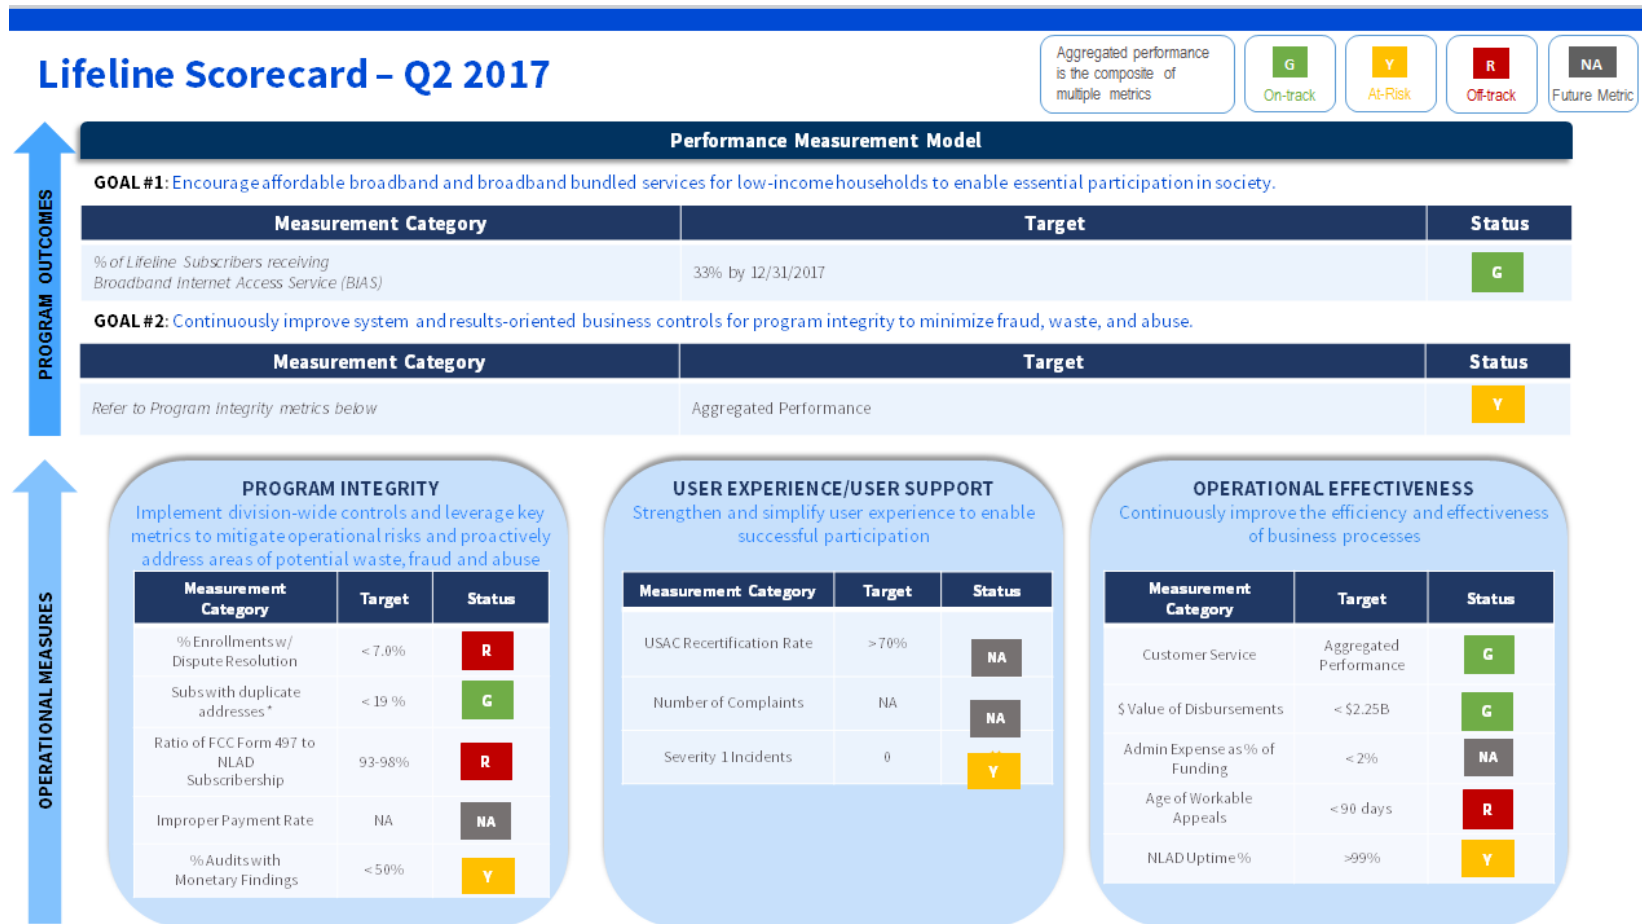 Lifeline Scorecard – Q2 2017
Aggregated performance
is the composite of
multiple metrics
G
On-track
Y
At-Risk
R
Off-track
NA
Future Metric
PROGRAM OUTCOMES
Performance Measurement Model
GOAL #1: Encourage affordable broadband and broadband bundled services for low-income households to enable essential participation in society.
Measurement Category Target Status
% of Lifeline Subscribers receiving
Broadband Internet Access Service (BIAS)
33% by 12/31/2017
G
GOAL #2: Continuously improve system and results-oriented business controls for program integrity to minimize fraud, waste, and abuse.
Measurement Category Target Status
Refer to Program Integrity metrics below Aggregated Performance Y
OPERATIONAL MEASURES
PROGRAM INTEGRITY
Implement division-wide controls and leverage key
metrics to mitigate operational risks and proactively
address areas of potential waste, fraud and abuse
Measurement
Category
Target Status
% Enrollments w/
Dispute Resolution
< 7.0% R
Subs with duplicate
addresses*
< 19 % G
Ratio of FCC Form 497 to
NLAD
Subscribership
93-98% R
Improper Payment Rate NA NA
% Audits with
Monetary Findings
< 50% Y
USER EXPERIENCE/USER SUPPORT
Strengthen and simplify user experience to enable
successful participation
Measurement Category Target Status
USAC Recertification Rate >70% NA
Number of Complaints NA NA
Severity 1 Incidents 0 Y
OPERATIONAL EFFECTIVENESS
Continuously improve the efficiency and effectiveness
of business processes
Measurement
Category
Target Status
Customer Service
Aggregated
Performance
G
$ Value of Disbursements < $2.25B G
Admin Expense as % of
Funding
< 2% NA
Age of Workable
Appeals
< 90 days R
NLAD Uptime % >99% Y